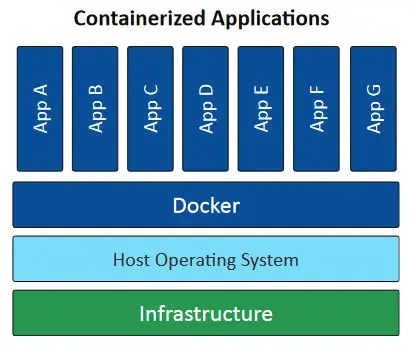 Containerized Applications
App A
App B
App C
App D
App E
App F
App G
Docker
Host Operating System
Infrastructure